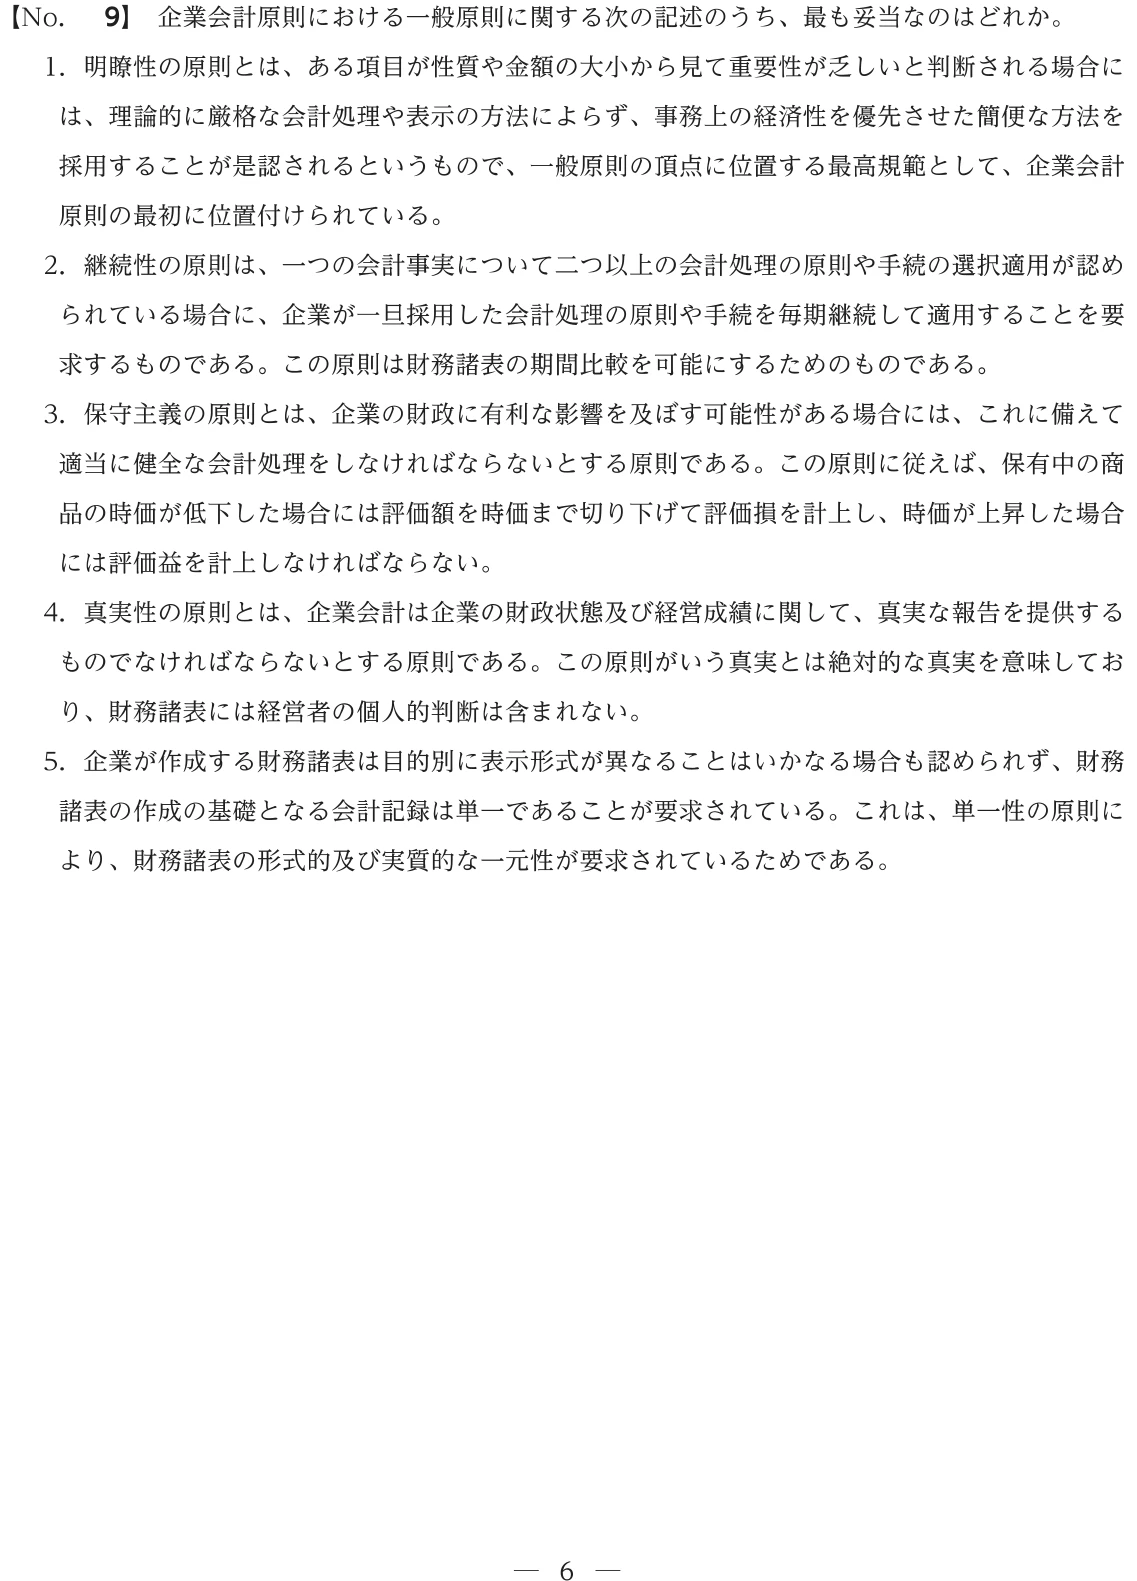 【No. 9】 企業会計原則における一般原則に関する次の記述のうち、最も妥当なのはどれか。
1. 明瞭性の原則とは、ある項目が性質や金額の大小から見て重要性が乏しいと判断される場合に
は、理論的に厳格な会計処理や表示の方法によらず、事務上の経済性を優先させた簡便な方法を
採用することが是認されるというもので、一般原則の頂点に位置する最高規範として、企業会計
原則の最初に位置付けられている。
2. 継続性の原則は、一つの会計事実について二つ以上の会計処理の原則や手続の選択適用が認め
られている場合に、企業が一旦採用した会計処理の原則や手続を毎期継続して適用することを要
求するものである。この原則は財務諸表の期間比較を可能にするためのものである。
3. 保守主義の原則とは、企業の財政に有利な影響を及ぼす可能性がある場合には、これに備えて
適当に健全な会計処理をしなければならないとする原則である。この原則に従えば、保有中の商
品の時価が低下した場合には評価額を時価まで切り下げて評価損を計上し、時価が上昇した場合
には評価益を計上しなければならない。
4. 真実性の原則とは、企業会計は企業の財政状態及び経営成績に関して、真実な報告を提供する
ものでなければならないとする原則である。この原則がいう真実とは絶対的な真実を意味してお
り、財務諸表には経営者の個人的判断は含まれない。
5. 企業が作成する財務諸表は目的別に表示形式が異なることはいかなる場合も認められず、財務
諸表の作成の基礎となる会計記録は単一であることが要求されている。これは、単一性の原則に
より、財務諸表の形式的及び実質的な一元性が要求されているためである。
― 6 ―